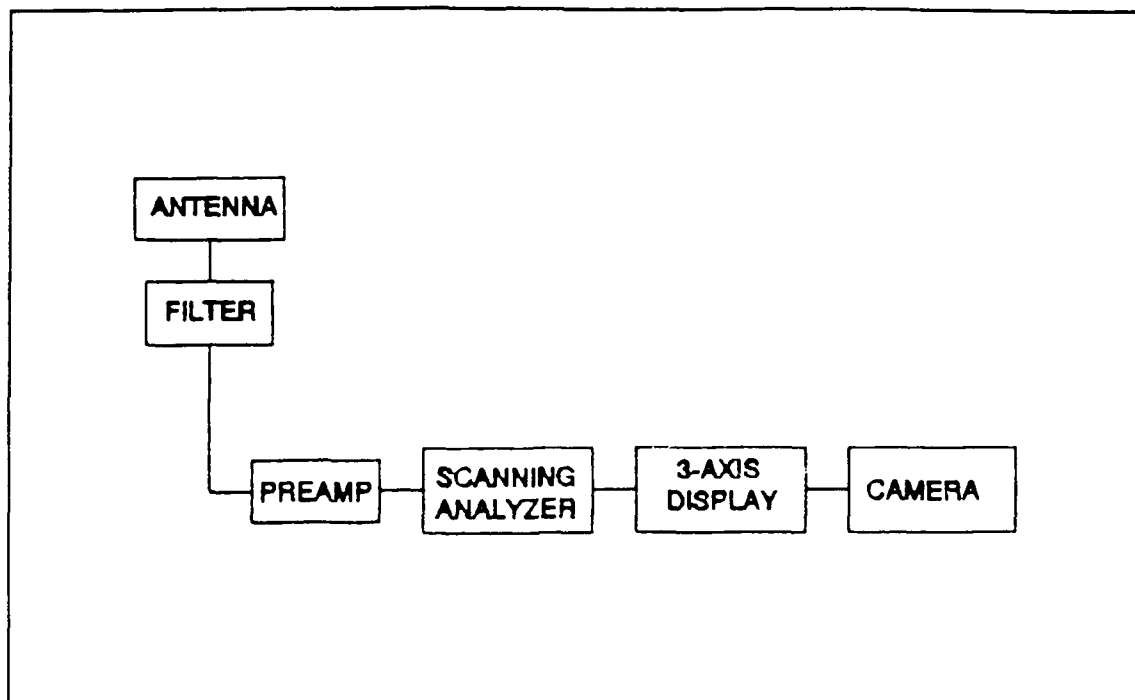 ANTENNA
FILTER
PREAMP
SCANNING
ANALYZER
3-AXIS
DISPLAY
CAMERA